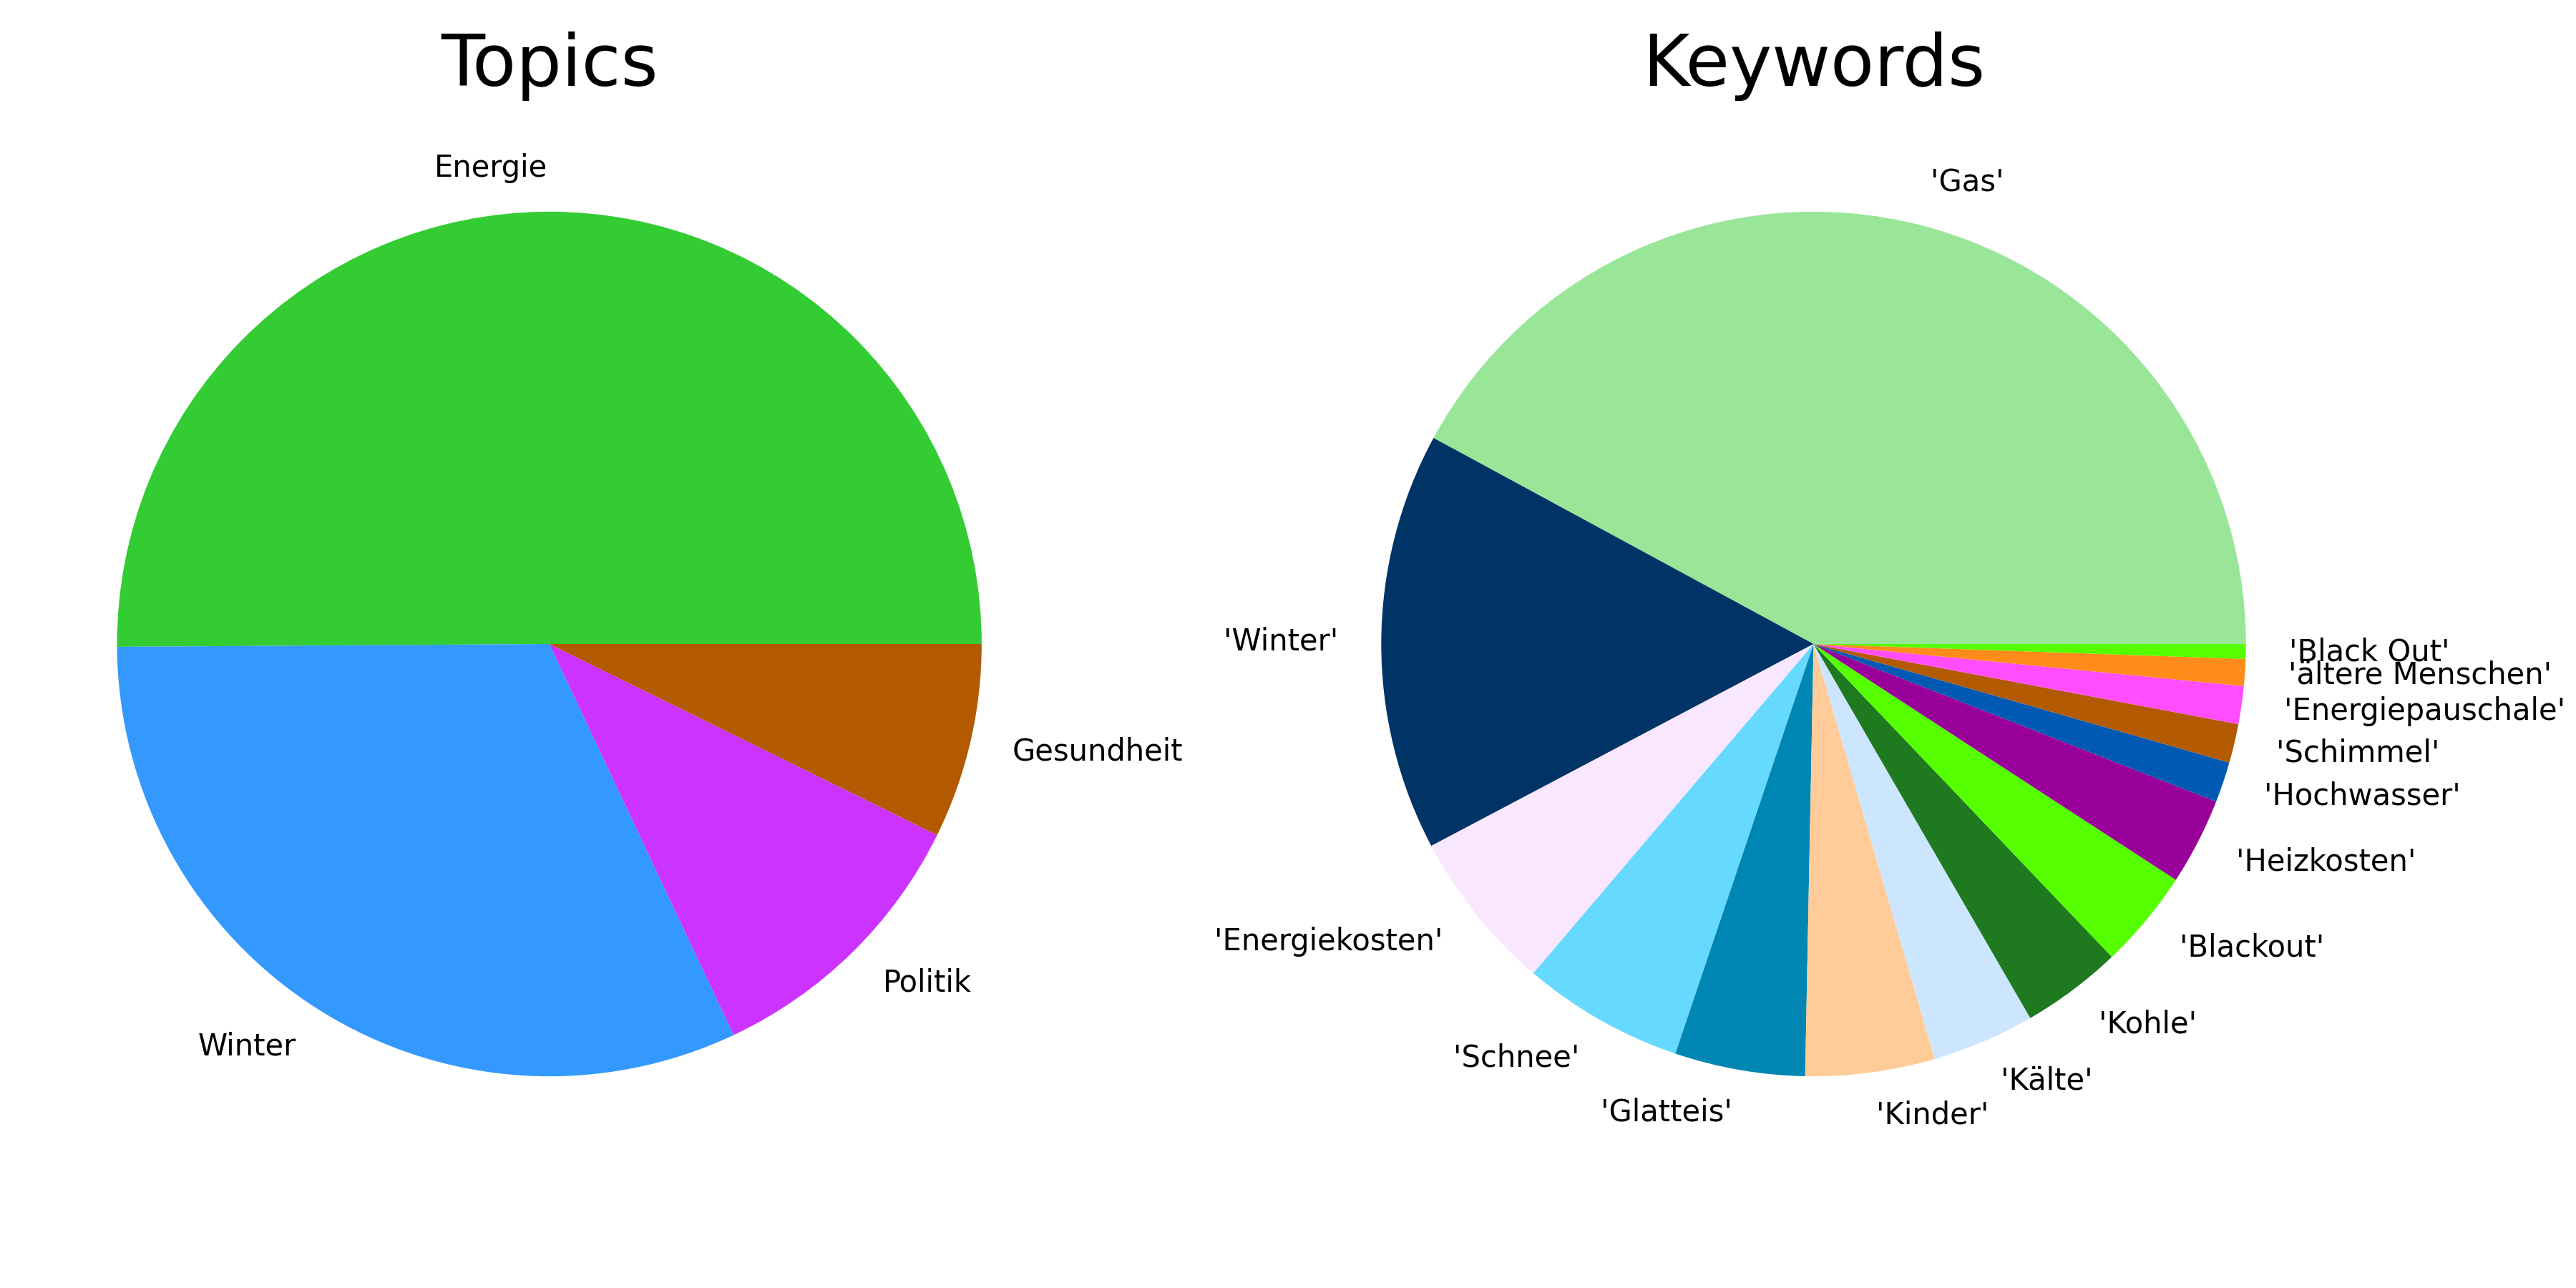 Topics
Energie
Winter
Politik
Gesundheit
Keywords
'Gas'
'Winter'
'Energiekosten'
'Schnee'
'Glatteis'
'Kinder'
'Kälte'
'Kohle'
'Blackout'
'Heizkosten'
'Hochwasser'
'Schimmel'
'Energiepauschale'
'ältere Menschen'
'Black Out'